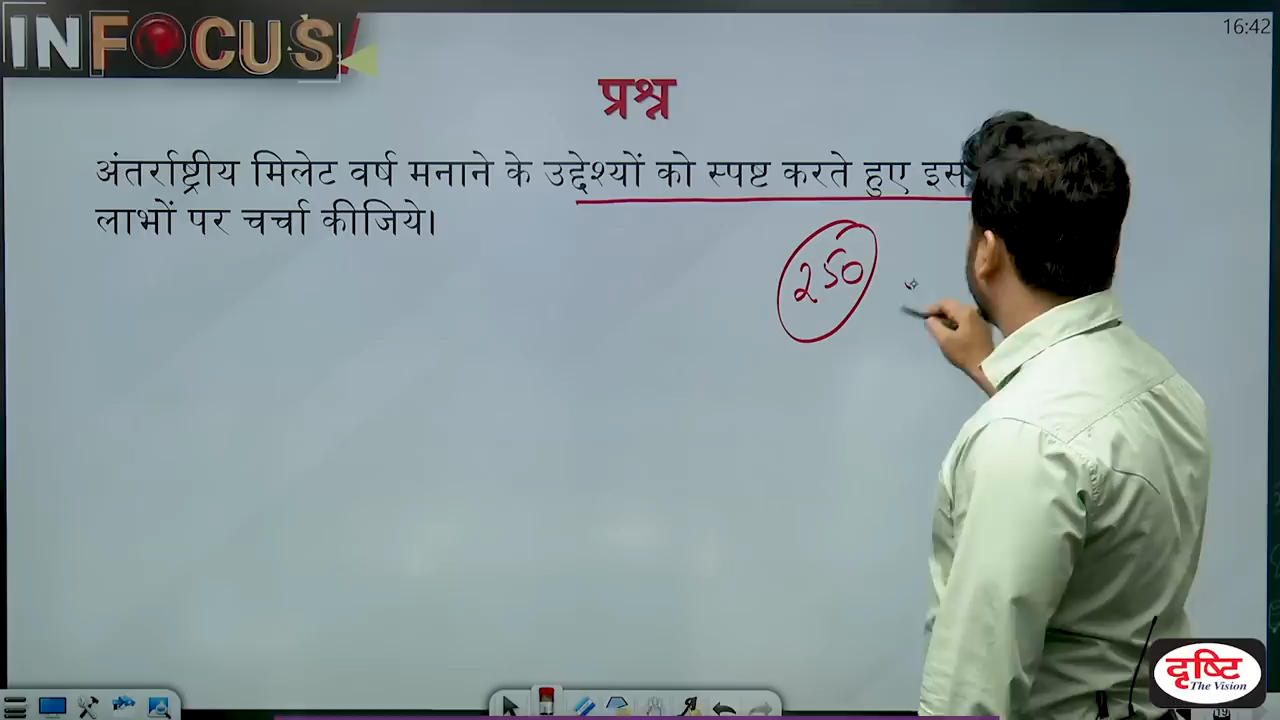 INFOCUS!
16:42
प्रश्न
अंतर्राष्ट्रीय मिलेट वर्ष मनाने के उद्देश्यों को स्पष्ट करते हुए इस
लाभों पर चर्चा कीजिये।
250
दृष्टि
The Vision